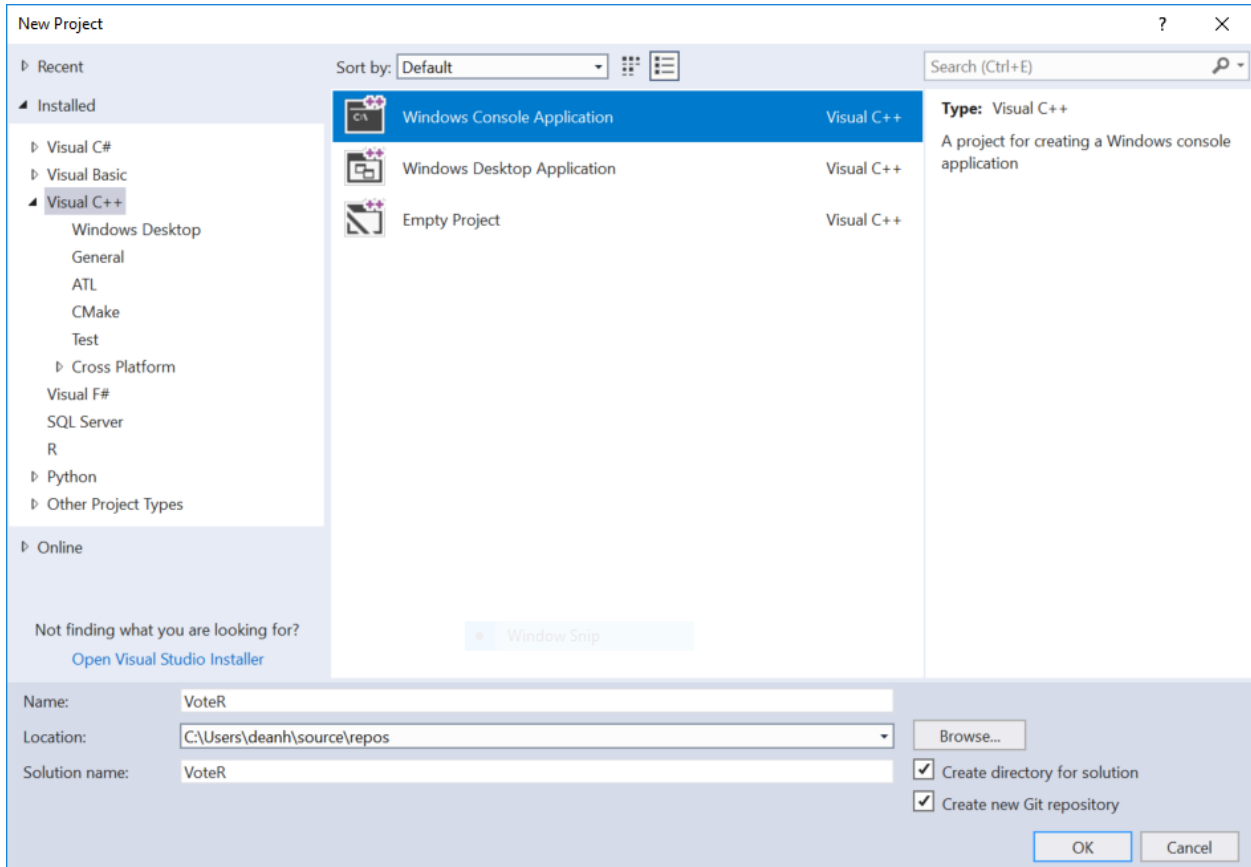 New Project
?
Recent
Installed
Visual C#
Visual Basic
Visual C++
Windows Desktop
General
ATL
CMake
Test
Cross Platform
Visual F#
SQL Server
R
Python
Other Project Types
Online
Not finding what you are looking for?
Open Visual Studio Installer
Sort by: Default
C:\ Windows Console Application Visual C++
Windows Desktop Application Visual C++
Empty Project Visual C++
Window Snip
Search (Ctrl+E)
Type: Visual C++
A project for creating a Windows console
application
Name: VoteR
Location: C:\Users\deanh\source\repos
Browse...
Solution name: VoteR
Create directory for solution
Create new Git repository
OK Cancel